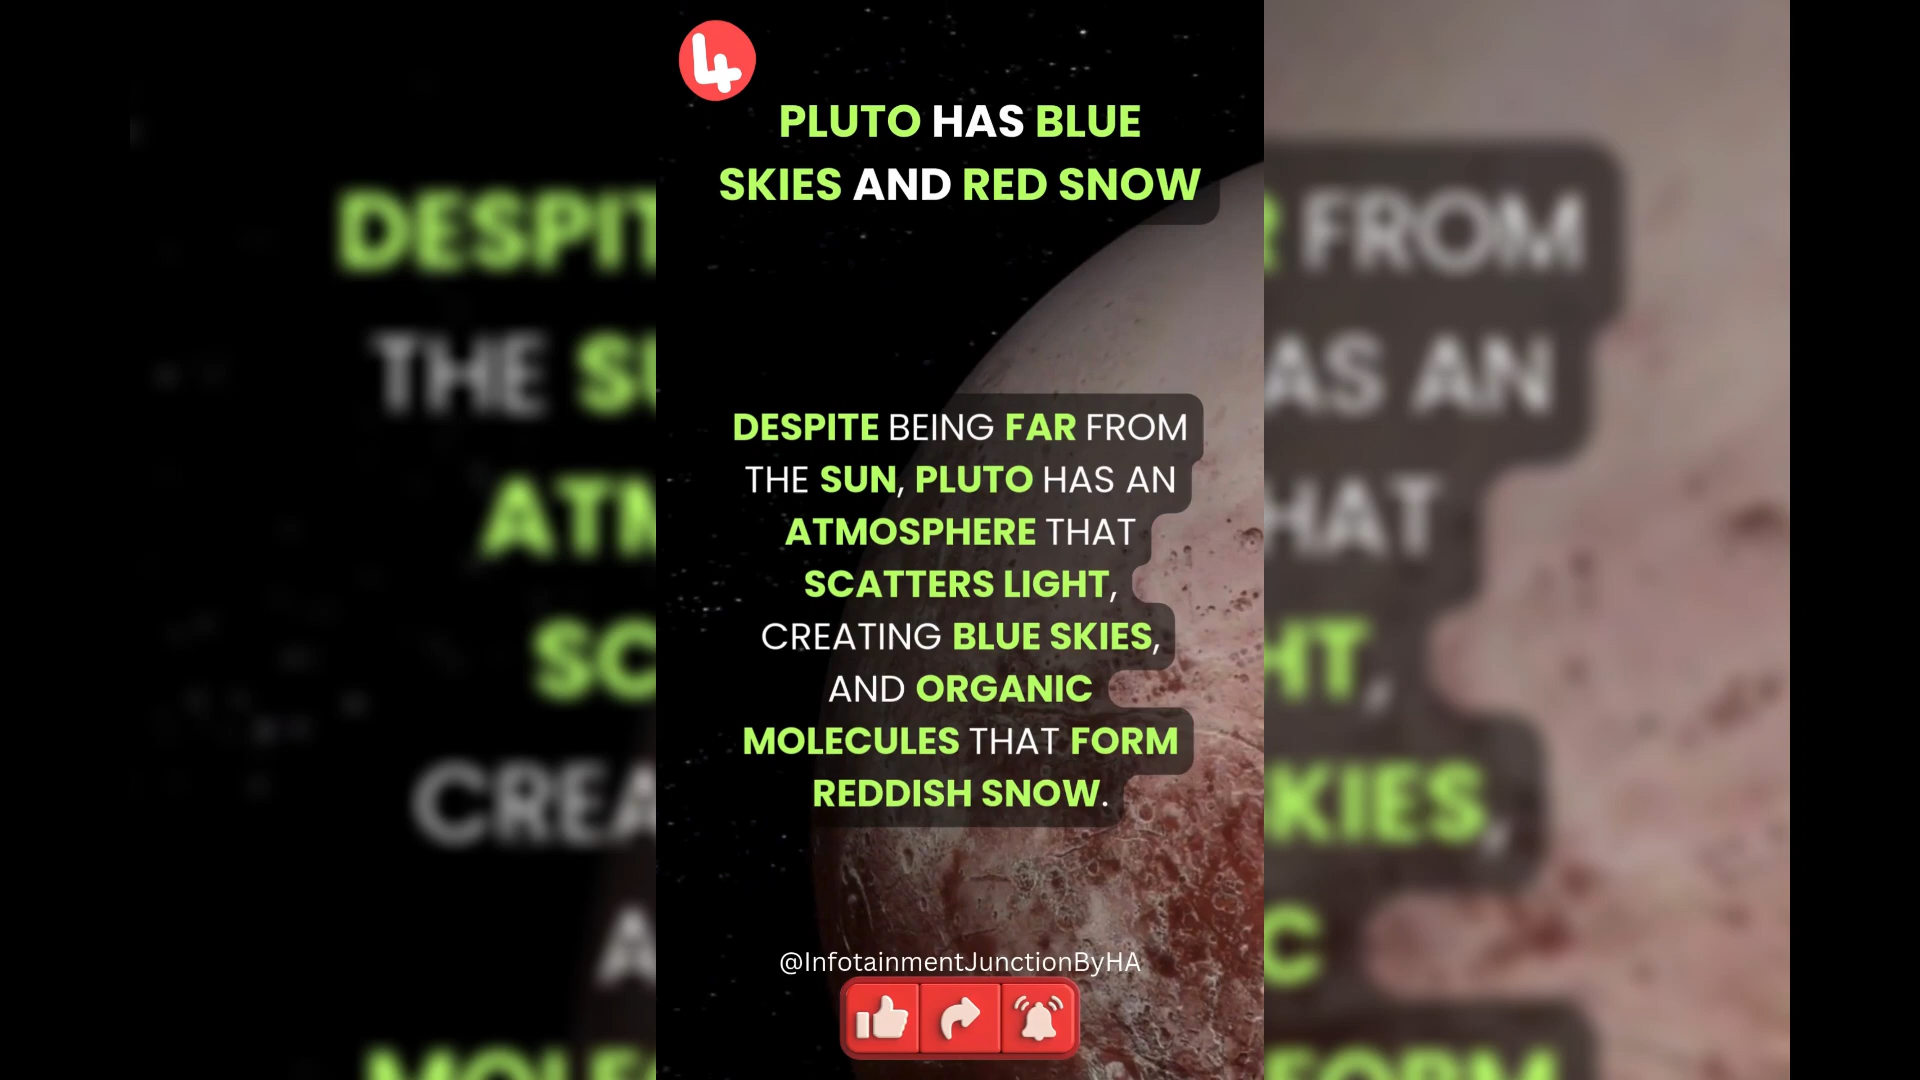 4
PLUTO HAS BLUE
SKIES AND RED SNOW
DESPITE BEING FAR FROM
THE SUN, PLUTO HAS AN
ATMOSPHERE THAT
SCATTERS LIGHT,
CREATING BLUE SKIES,
AND ORGANIC
MOLECULES THAT FORM
REDDISH SNOW.
@InfotainmentJunctionByHA